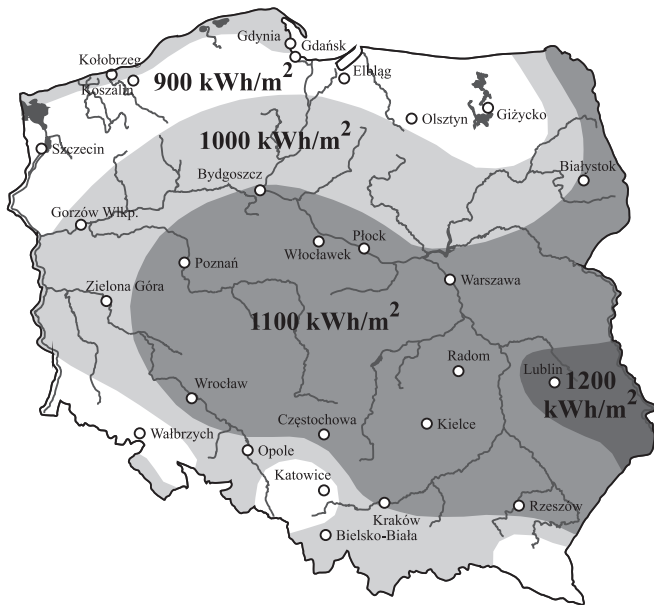 Gdynia
Gdańsk
Kołobrzeg
Koszalin
900 kWh/m²
Elbląg
Olsztyn
Giżycko
1000 kWh/m²
Szczecin
Bydgoszcz
Białystok
Gorzów Wlkp.
Płock
Włocławek
Poznań
Warszawa
Zielona Góra
1100 kWh/m²
Radom
Lublin
1200
kWh/m²
Wrocław
Częstochowa
Kielce
Wałbrzych
Opole
Katowice
Kraków
Rzeszów
Bielsko-Biała